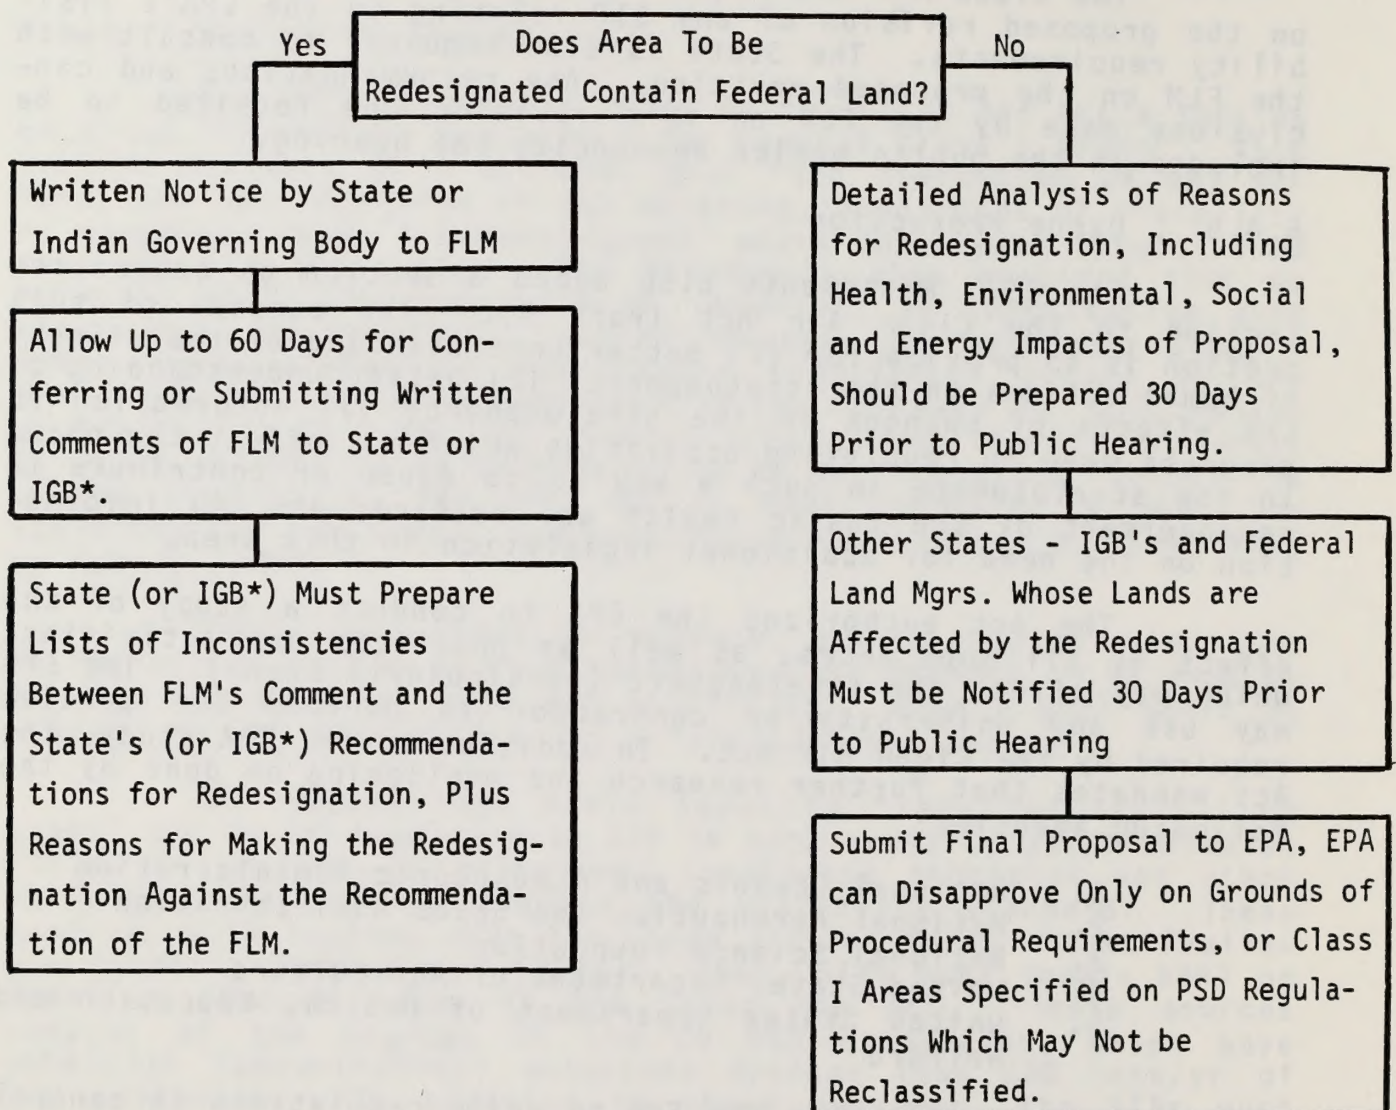 Yes
Does Area To Be
Redesignated Contain Federal Land?
No
Written Notice by State or
Indian Governing Body to FLM
Allow Up to 60 Days for Con-
ferring or Submitting Written
Comments of FLM to State or
IGB*.
State (or IGB*) Must Prepare
Lists of Inconsistencies
Between FLM's Comment and the
State's (or IGB*) Recommenda-
tions for Redesignation, Plus
Reasons for Making the Redesig-
nation Against the Recommenda-
tion of the FLM.
Detailed Analysis of Reasons
for Redesignation, Including
Health, Environmental, Social
and Energy Impacts of Proposal,
Should be Prepared 30 Days
Prior to Public Hearing.
Other States - IGB's and Federal
Land Mgrs. Whose Lands are
Affected by the Redesignation
Must be Notified 30 Days Prior
to Public Hearing
Submit Final Proposal to EPA, EPA
can Disapprove Only on Grounds of
Procedural Requirements, or Class
I Areas Specified on PSD Regula-
tions Which May Not be
Reclassified.